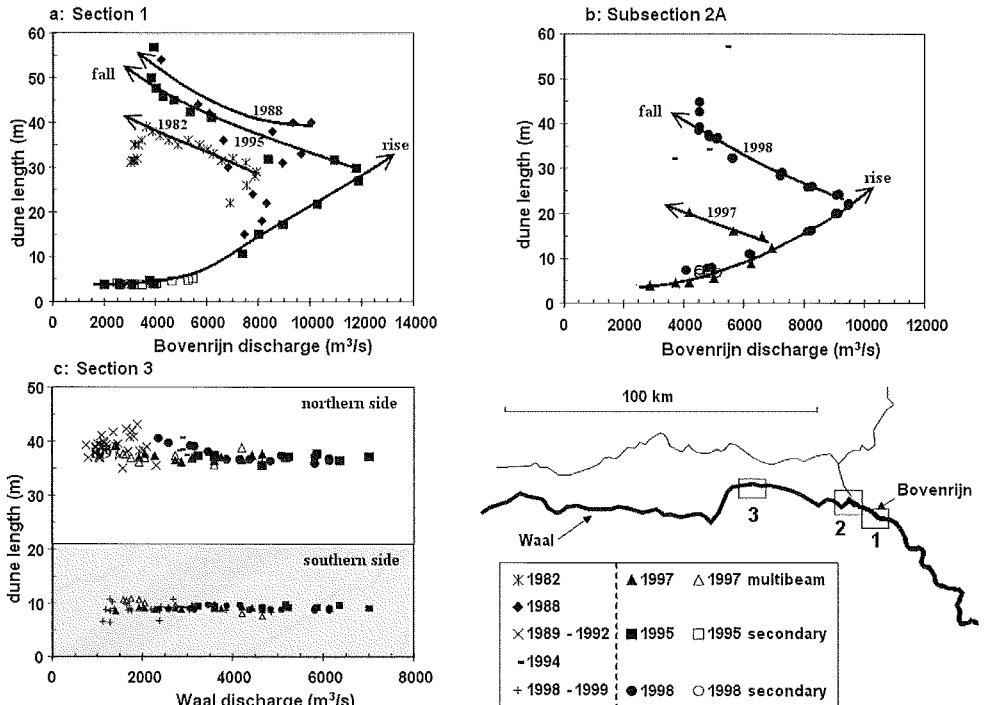 a: Section 1
60
50
40
30
20
10
0
dune length (m)
fall
1988
1982
1995
rise
0 2000 4000 6000 8000 10000 12000 14000
Bovenrijn discharge (m³/s)
b: Subsection 2A
60
50
40
30
20
10
0
dune length (m)
fall
1998
1997
rise
0 2000 4000 6000 8000 10000 12000
Bovenrijn discharge (m³/s)
c: Section 3
50
40
30
20
10
0
dune length (m)
northern side
southern side
0 2000 4000 6000 8000
Waal discharge (m³/s)
100 km
Bovenrijn
Waal
3
2
1
1982
1988
1989 - 1992
1994
1998 - 1999
1997
1995
1998
1997 multibeam
1995 secondary
1998 secondary